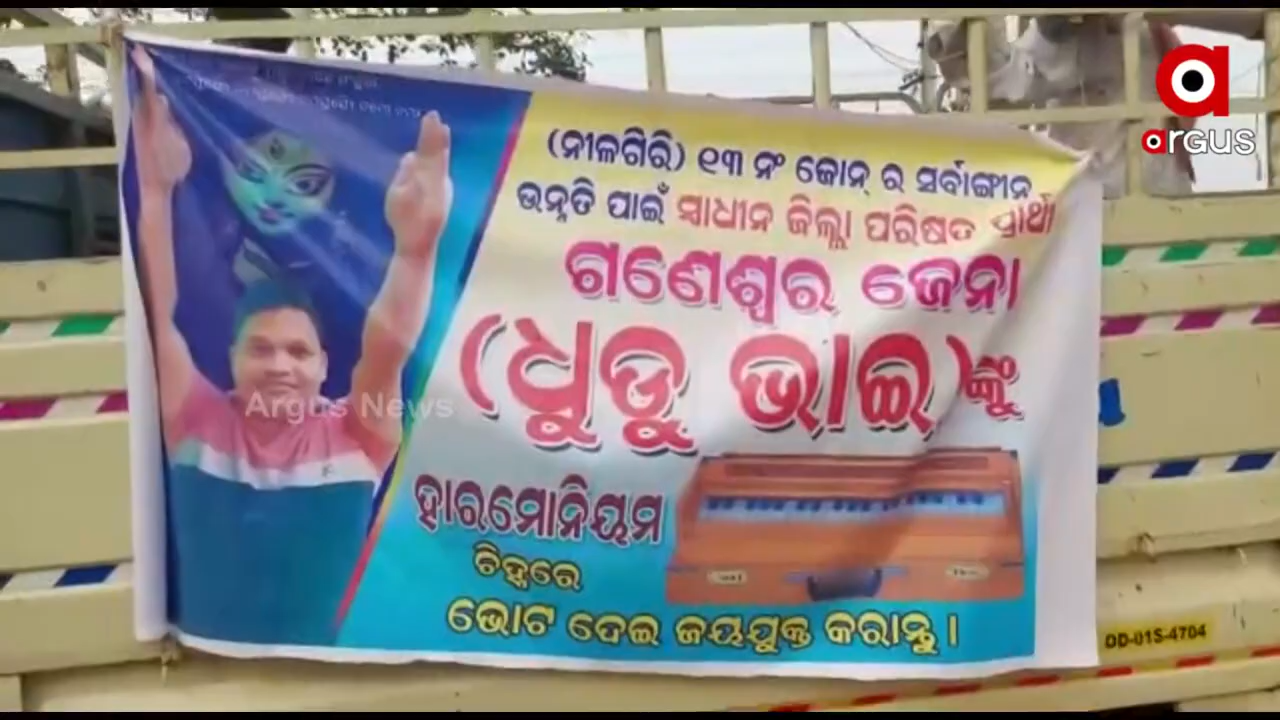 (ନୀଳଗିରି) ୧୩ ନଂ ଜୋନ୍ ର ସର୍ବାଙ୍ଗୀନ
ଉନ୍ନତି ପାଇଁ ସ୍ଵାଧୀନ ଜିଲ୍ଲା ପରିଷଦ ପ୍ରାର୍ଥୀ
ଗଣେଶ୍ୱର ଜେନା
(ଧୁଡୁ ଭାଇ)ଙ୍କୁ
ହାରମୋନିୟମ
ଚିହ୍ନରେ
ଭୋଟ ଦେଇ ଜୟଯୁକ୍ତ କରାନ୍ତୁ ।
Argus News
a
argus
OD-01S-4704